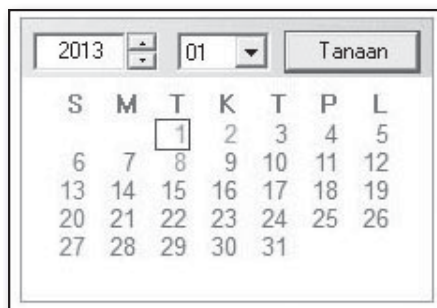 2013 01 Tanaan
S M T K T P L
1 2 3 4 5
6 7 8 9 10 11 12
13 14 15 16 17 18 19
20 21 22 23 24 25 26
27 28 29 30 31